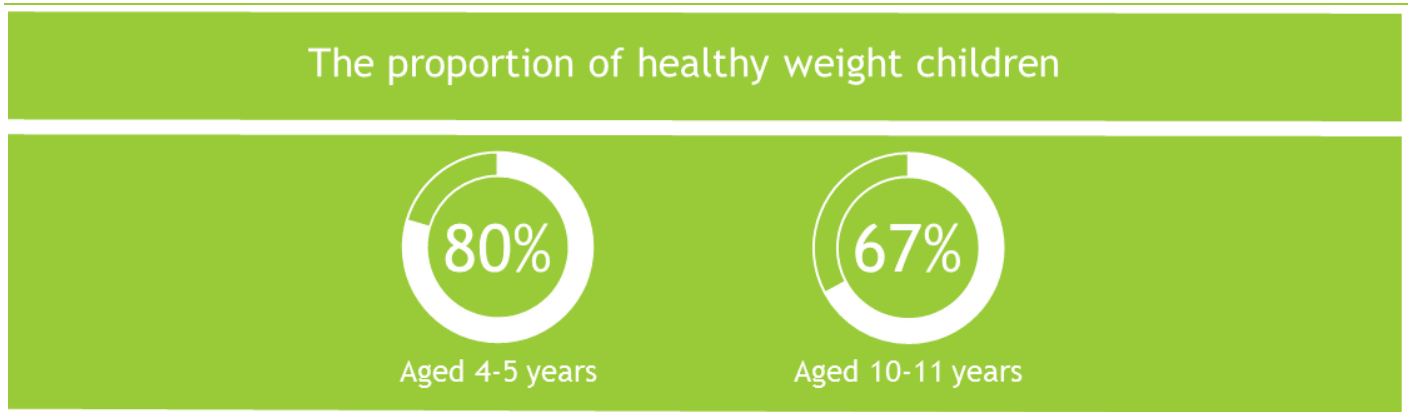 The proportion of healthy weight children
80%
67%
Aged 4-5 years
Aged 10-11 years